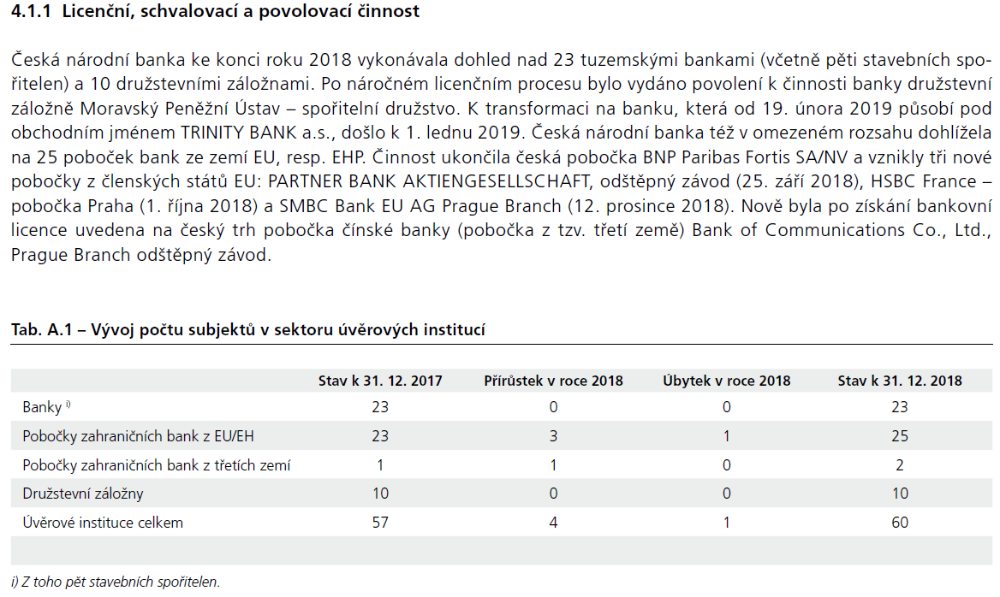 4.1.1 Licenční, schvalovací a povolovací činnost
Česká národní banka ke konci roku 2018 vykonávala dohled nad 23 tuzemskými bankami (včetně pěti stavebních spo-
řitelen) a 10 družstevními záložnami. Po náročném licenčním procesu bylo vydáno povolení k činnosti banky družstevní
záložně Moravský Peněžní Ústav – spořitelní družstvo. K transformaci na banku, která od 19. února 2019 působí pod
obchodním jménem TRINITY BANK a.s., došlo k 1. lednu 2019. Česká národní banka též v omezeném rozsahu dohlížela
na 25 poboček bank ze zemí EU, resp. EHP. Činnost ukončila česká pobočka BNP Paribas Fortis SA/NV a vznikly tři nové
pobočky z členských států EU: PARTNER BANK AKTIENGESELLSCHAFT, odštěpný závod (25. září 2018), HSBC France –
pobočka Praha (1. října 2018) a SMBC Bank EU AG Prague Branch (12. prosince 2018). Nově byla po získání bankovní
licence uvedena na český trh pobočka čínské banky (pobočka z tzv. třetí země) Bank of Communications Co., Ltd.,
Prague Branch odštěpný závod.
Tab. A.1 – Vývoj počtu subjektů v sektoru úvěrových institucí
Stav k 31. 12. 2017 Přírůstek v roce 2018 Úbytek v roce 2018 Stav k 31. 12. 2018
Banky i) 23 0 0 23
Pobočky zahraničních bank z EU/EH 23 3 1 25
Pobočky zahraničních bank z třetích zemí 1 1 0 2
Družstevní záložny 10 0 0 10
Úvěrové instituce celkem 57 4 1 60
i) Z toho pět stavebních spořitelen.